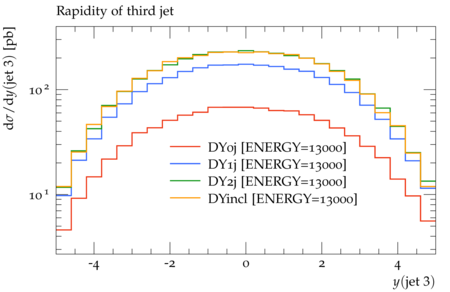 Rapidity of third jet
dσ/dy(jet 3) [pb]
10²
10¹
DY0j [ENERGY=13000]
DY1j [ENERGY=13000]
DY2j [ENERGY=13000]
DYincl [ENERGY=13000]
-4 -2 0 2 4
y(jet 3)